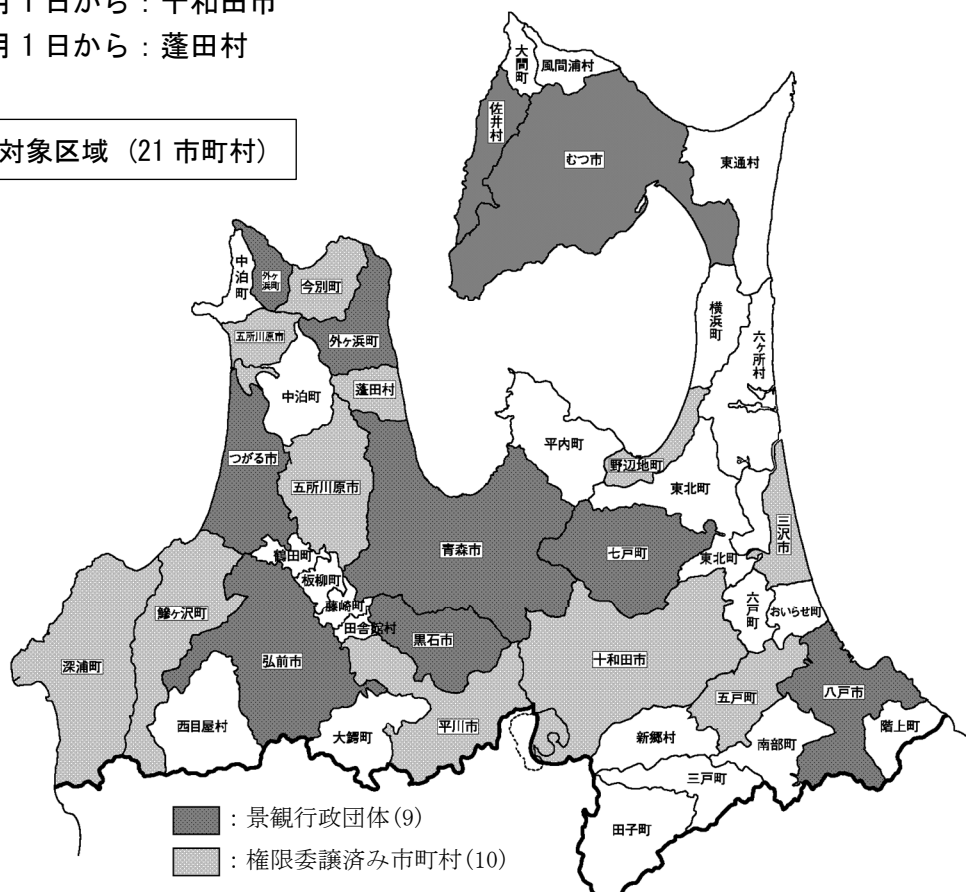 月1日から:十和田市
月1日から:蓬田村
対象区域(21市町村)
大間町
風間浦村
佐井村
むつ市
東通村
中泊町
外ヶ浜町
今別町
横浜町
六ヶ所村
五所川原市
外ヶ浜町
中泊町
蓬田村
平内町
野辺地町
つがる市
五所川原市
東北町
三沢市
青森市
七戸町
鶴田町
東北町
板柳町
六戸町
藤崎町
おいらせ町
鰺ヶ沢町
田舎館村
黒石市
深浦町
弘前市
十和田市
五戸町
八戸市
西目屋村
大鰐町
平川市
新郷村
南部町
階上町
三戸町
田子町
:景観行政団体(9)
:権限委譲済み市町村(10)